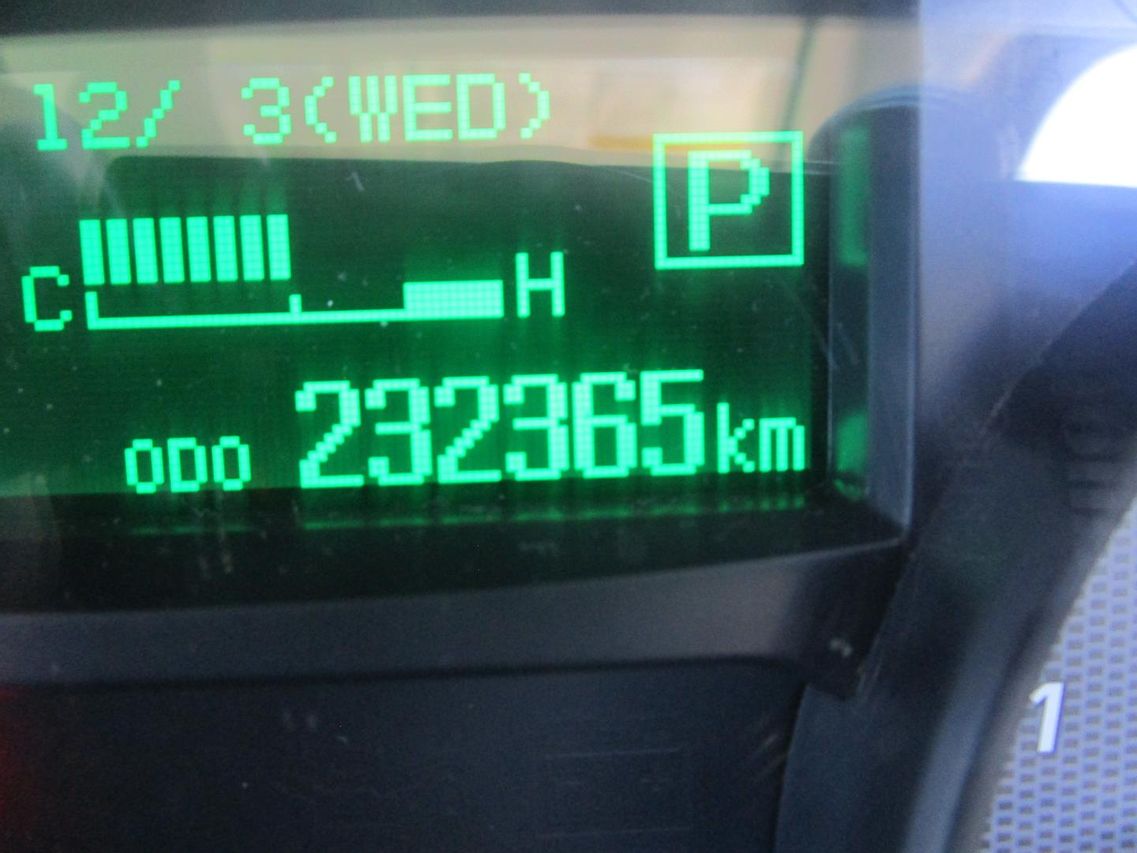 12/ 3(WED)
P
C H
ODO 232365km
1